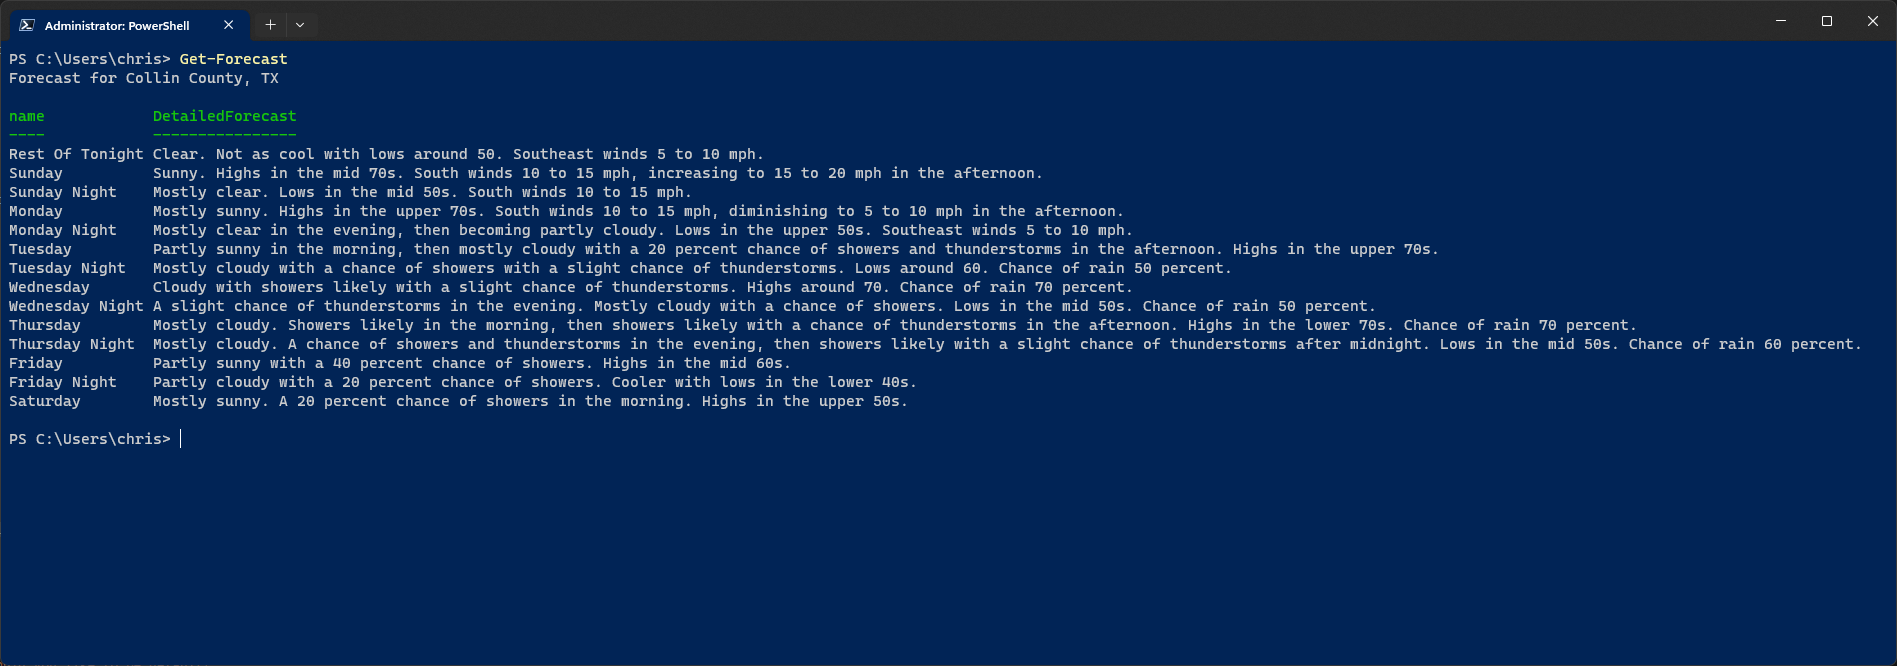 Administrator: PowerShell
PS C:\Users\chris> Get-Forecast
Forecast for Collin County, TX
name            DetailedForecast
----            ----------------
Rest Of Tonight Clear. Not as cool with lows around 50. Southeast winds 5 to 10 mph.
Sunday          Sunny. Highs in the mid 70s. South winds 10 to 15 mph, increasing to 15 to 20 mph in the afternoon.
Sunday Night    Mostly clear. Lows in the mid 50s. South winds 10 to 15 mph.
Monday          Mostly sunny. Highs in the upper 70s. South winds 10 to 15 mph, diminishing to 5 to 10 mph in the afternoon.
Monday Night    Mostly clear in the evening, then becoming partly cloudy. Lows in the upper 50s. Southeast winds 5 to 10 mph.
Tuesday         Partly sunny in the morning, then mostly cloudy with a 20 percent chance of showers and thunderstorms in the afternoon. Highs in the upper 70s.
Tuesday Night   Mostly cloudy with a chance of showers with a slight chance of thunderstorms. Lows around 60. Chance of rain 50 percent.
Wednesday       Cloudy with showers likely with a slight chance of thunderstorms. Highs around 70. Chance of rain 70 percent.
Wednesday Night A slight chance of thunderstorms in the evening. Mostly cloudy with a chance of showers. Lows in the mid 50s. Chance of rain 50 percent.
Thursday        Mostly cloudy. Showers likely in the morning, then showers likely with a chance of thunderstorms in the afternoon. Highs in the lower 70s. Chance of rain 70 percent.
Thursday Night  Mostly cloudy. A chance of showers and thunderstorms in the evening, then showers likely with a slight chance of thunderstorms after midnight. Lows in the mid 50s. Chance of rain 60 percent.
Friday          Partly sunny with a 40 percent chance of showers. Highs in the mid 60s.
Friday Night    Partly cloudy with a 20 percent chance of showers. Cooler with lows in the lower 40s.
Saturday        Mostly sunny. A 20 percent chance of showers in the morning. Highs in the upper 50s.
PS C:\Users\chris>